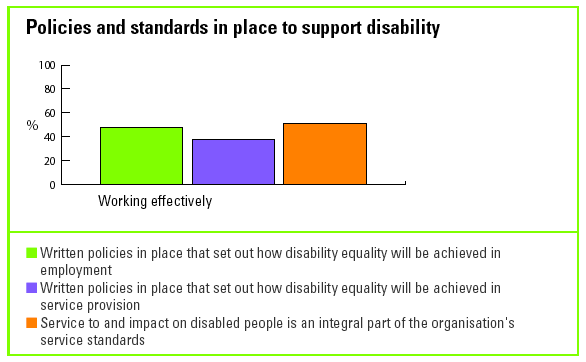 Policies and standards in place to support disability
100
80
60
%
40
20
0
Working effectively
Written policies in place that set out how disability equality will be achieved in
employment
Written policies in place that set out how disability equality will be achieved in
service provision
Service to and impact on disabled people is an integral part of the organisation's
service standards